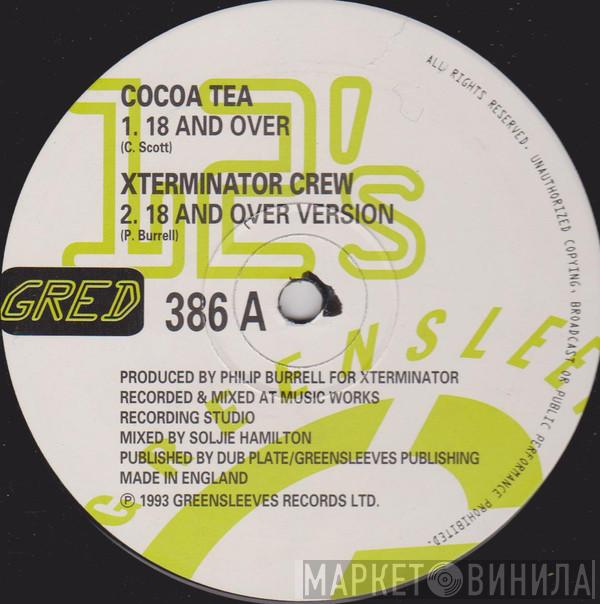 12's
COCOA TEA
1. 18 AND OVER
(C. Scott)
XTERMINATOR CREW
2. 18 AND OVER VERSION
(P. Burrell)
GRED
386 A
PRODUCED BY PHILIP BURRELL FOR XTERMINATOR
RECORDED & MIXED AT MUSIC WORKS
RECORDING STUDIO
MIXED BY SOLJIE HAMILTON
PUBLISHED BY DUB PLATE/GREENSLEEVES PUBLISHING
MADE IN ENGLAND
℗ 1993 GREENSLEEVES RECORDS LTD.
GREENSLEE
ALL RIGHTS RESERVED. UNAUTHORIZED COPYING, BROADCAST OR PUBLIC PERFORMANCE PROHIBITED.
МАРКЕТ ВИНИЛА